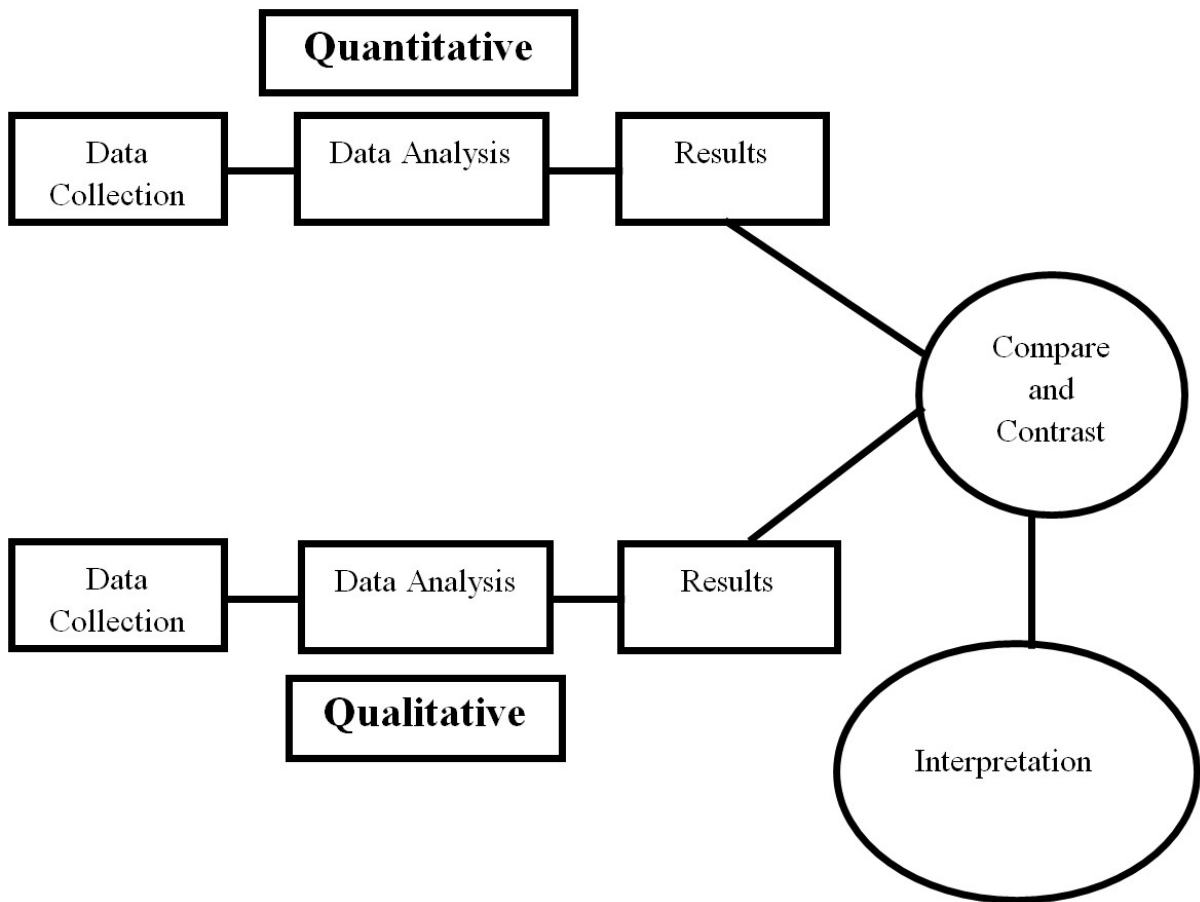 Quantitative
Data
Collection
Data Analysis
Results
Compare
and
Contrast
Data
Collection
Data Analysis
Results
Qualitative
Interpretation